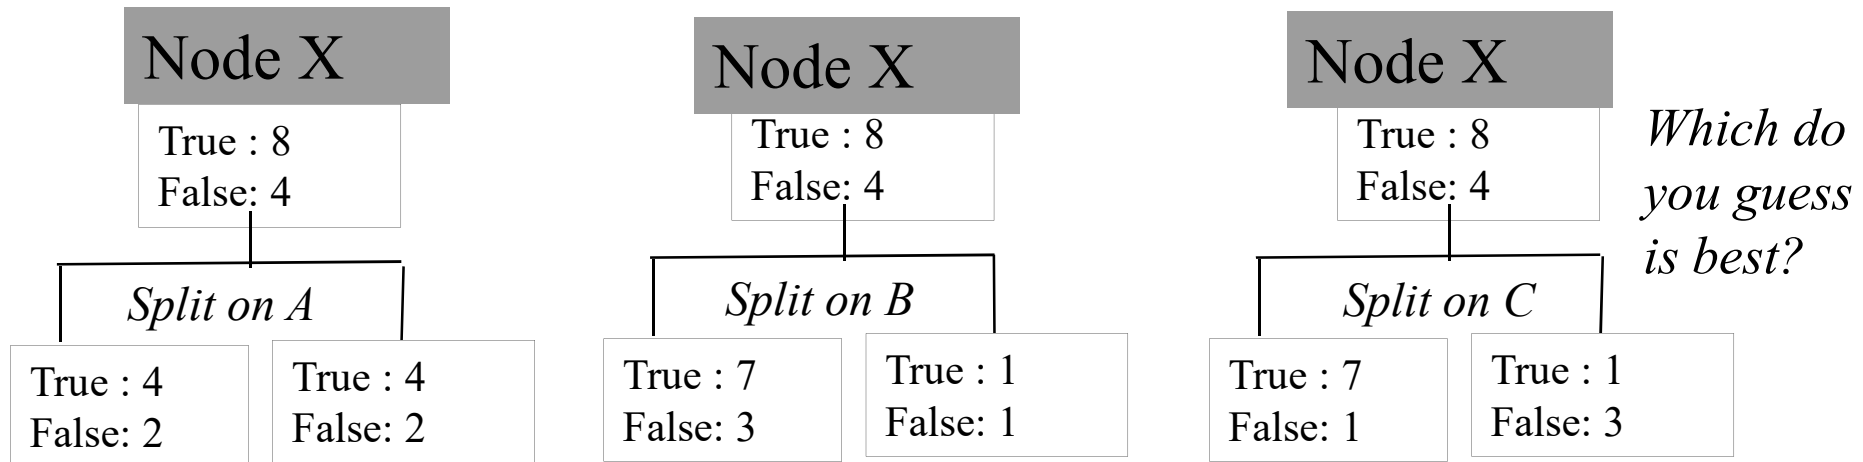 Node X
True : 8
False: 4
Split on A
True : 4
False: 2
True : 4
False: 2
Node X
True : 8
False: 4
Split on B
True : 7
False: 3
True : 1
False: 1
Node X
True : 8
False: 4
Split on C
True : 7
False: 1
True : 1
False: 3
Which do
you guess
is best?